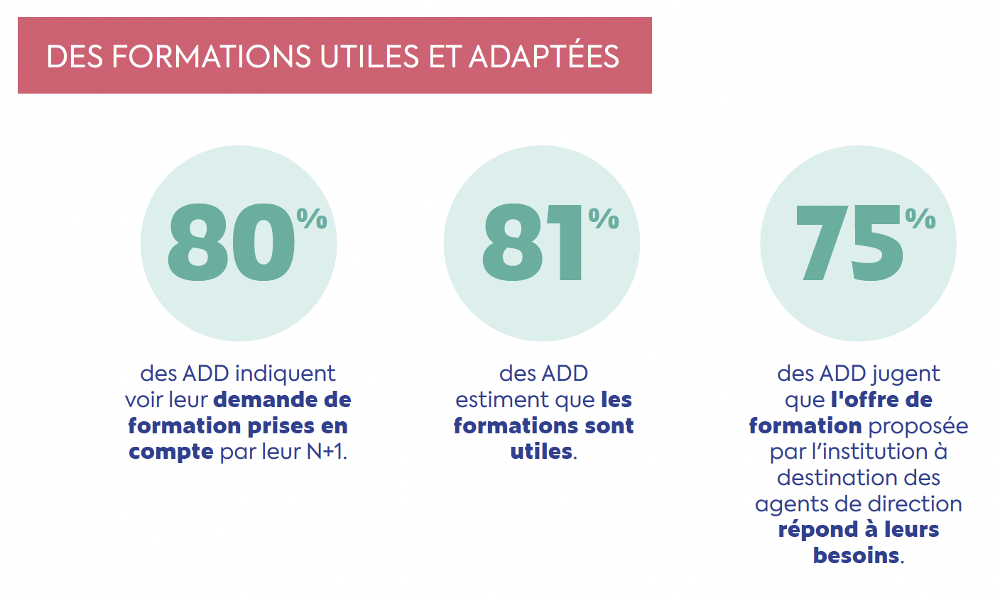 DES FORMATIONS UTILES ET ADAPTÉES
80%
des ADD indiquent
voir leur demande de
formation prises en
compte par leur N+1.
81%
des ADD
estiment que les
formations sont
utiles.
75%
des ADD jugent
que l'offre de
formation proposée
par l’institution à
destination des
agents de direction
répond à leurs
besoins.